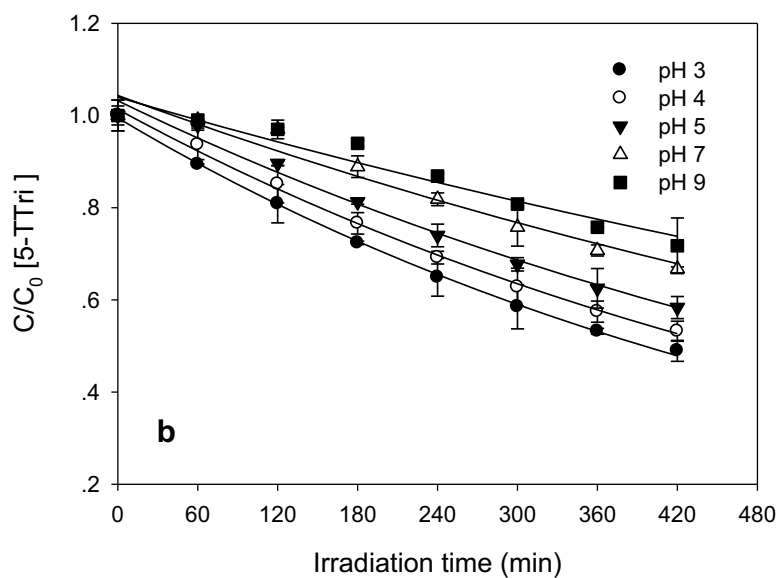 1.2
1.0
.8
.6
.4
.2
C/C₀ [5-TTri ]
pH 3
pH 4
pH 5
pH 7
pH 9
b
0 60 120 180 240 300 360 420 480
Irradiation time (min)